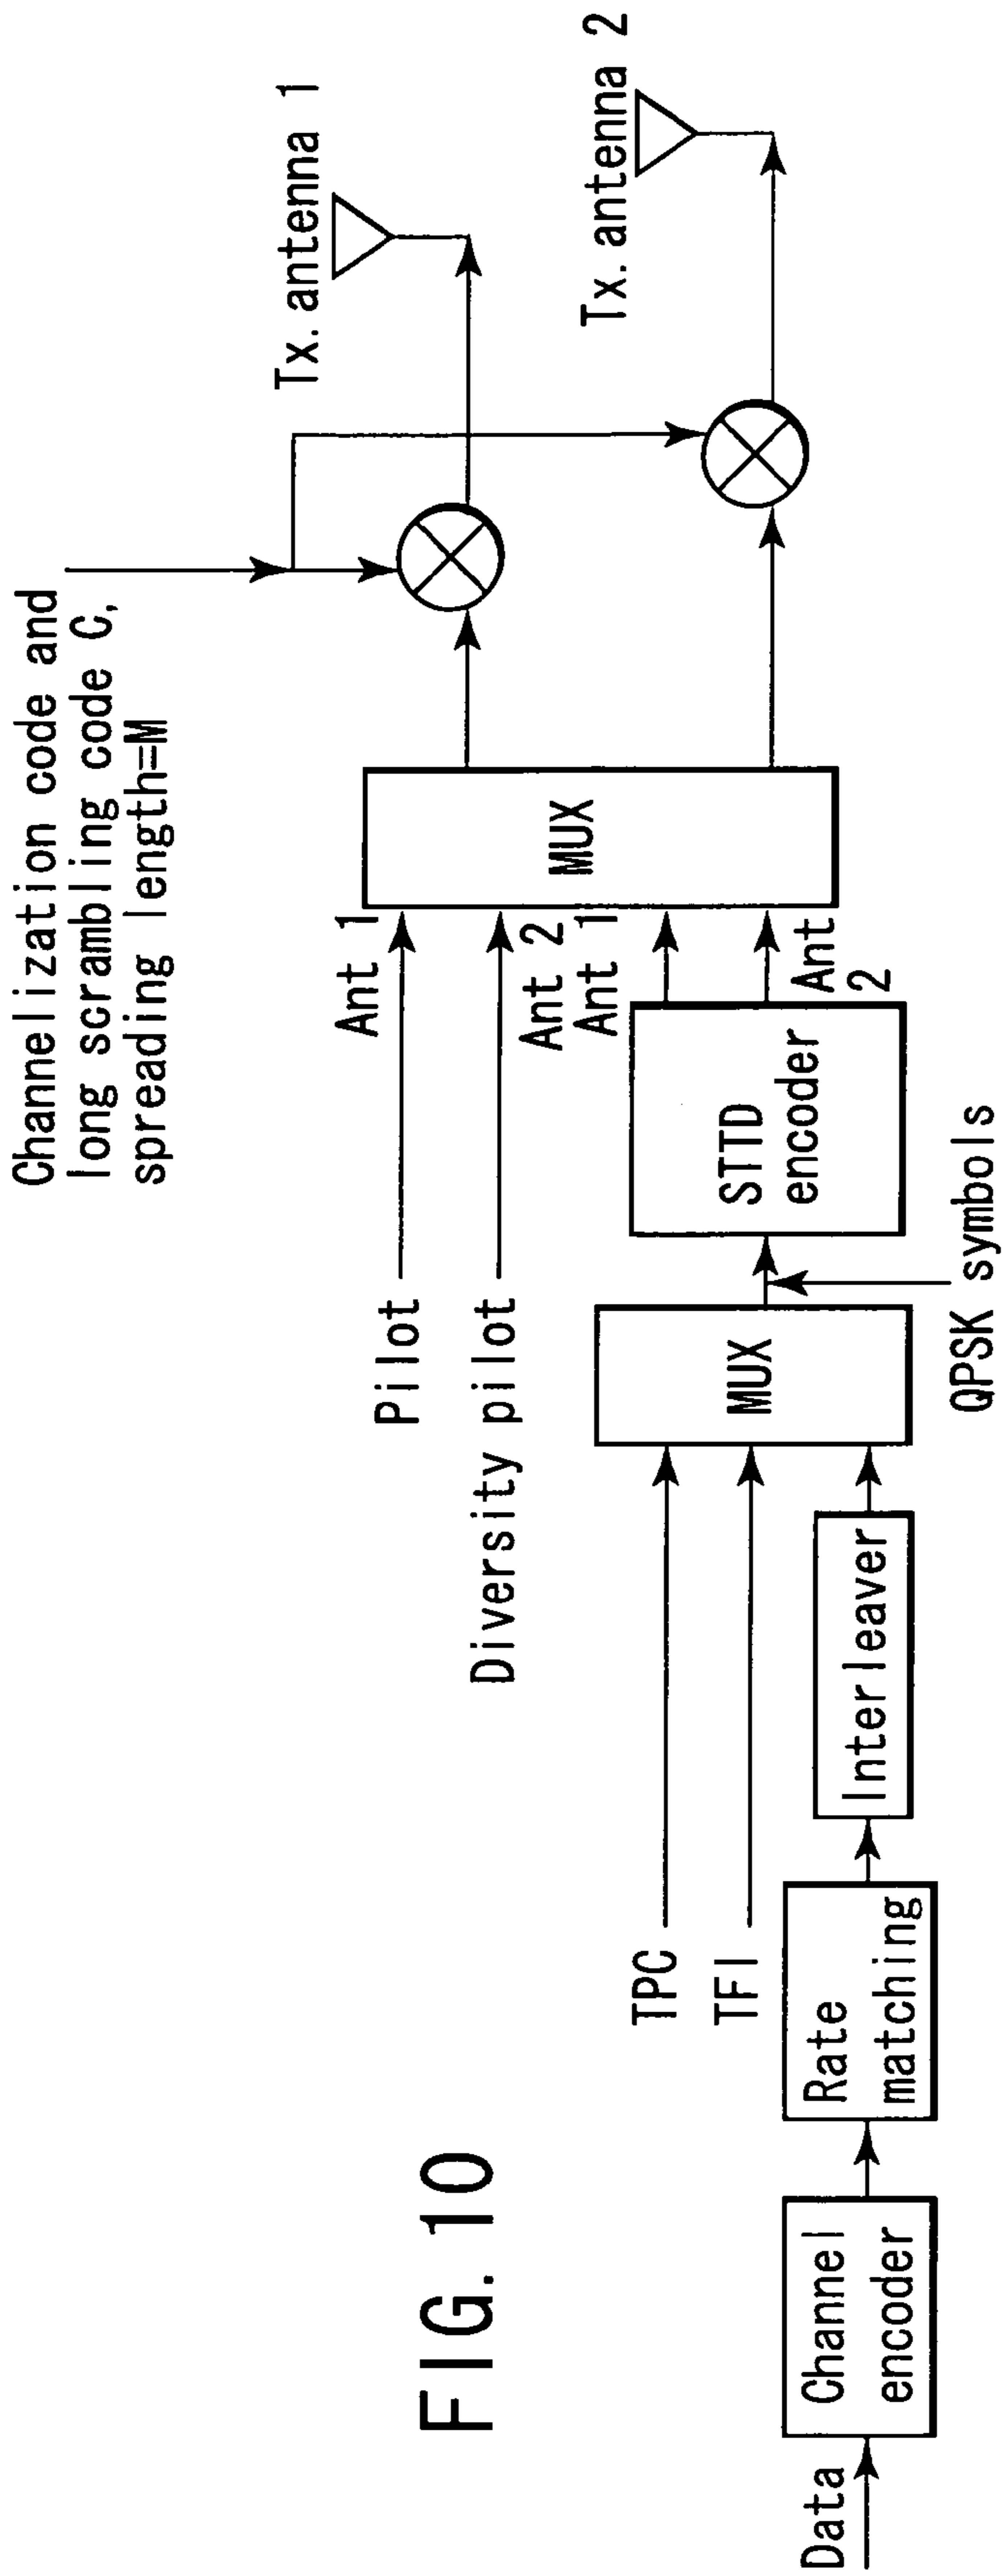 FIG. 10
Channelization code and
long scrambling code C,
spreading length=M
Tx. antenna 1
Tx. antenna 2
Pilot
Ant 1
Diversity pilot
Ant 2
Ant 1
MUX
TPC
TFI
MUX
STTD
encoder
Ant
2
Data
Channel
encoder
Rate
matching
Interleaver
QPSK symbols